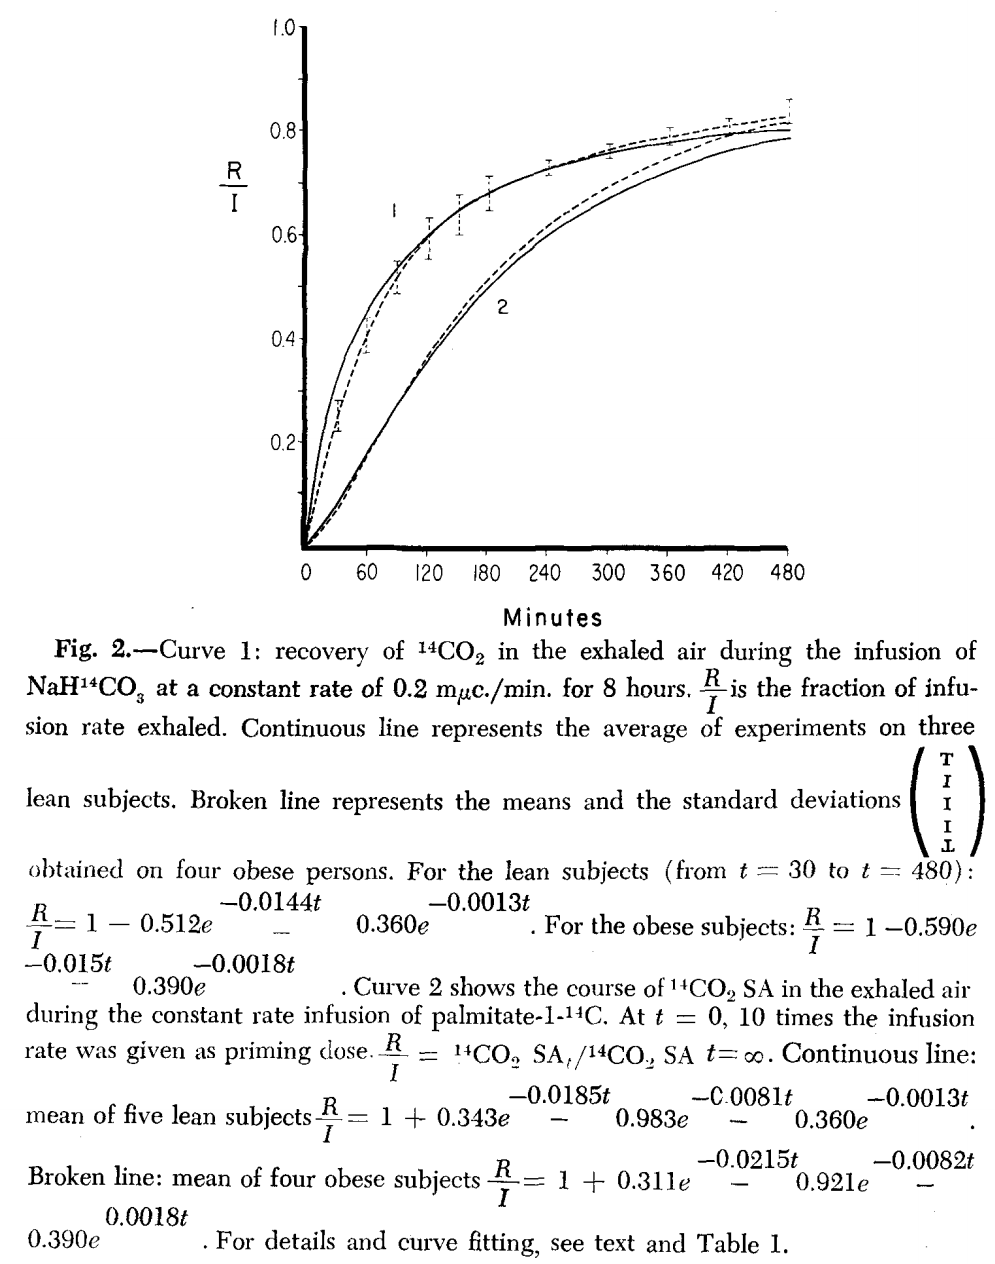 1.0
0.8
R
I
1
0.6
2
0.4
0.2
0 60 120 180 240 300 360 420 480
Minutes
Fig. 2.—Curve 1: recovery of ¹⁴CO₂ in the exhaled air during the infusion of
NaH¹⁴CO₃ at a constant rate of 0.2 mμc./min. for 8 hours. R/I is the fraction of infu-
sion rate exhaled. Continuous line represents the average of experiments on three
lean subjects. Broken line represents the means and the standard deviations
obtained on four obese persons. For the lean subjects (from t = 30 to t = 480):
R/I = 1 − 0.512e −0.0144t − 0.360e −0.0013t . For the obese subjects: R/I = 1 −0.590e
−0.015t − 0.390e −0.0018t . Curve 2 shows the course of ¹⁴CO₂ SA in the exhaled air
during the constant rate infusion of palmitate-1-¹⁴C. At t = 0, 10 times the infusion
rate was given as priming dose. R/I = ¹⁴CO₂ SAₜ/¹⁴CO₂ SA t=∞. Continuous line:
mean of five lean subjects R/I = 1 + 0.343e −0.0185t − 0.983e −0.0081t − 0.360e −0.0013t .
Broken line: mean of four obese subjects R/I = 1 + 0.311e −0.0215t − 0.921e −0.0082t −
0.390e 0.0018t . For details and curve fitting, see text and Table 1.